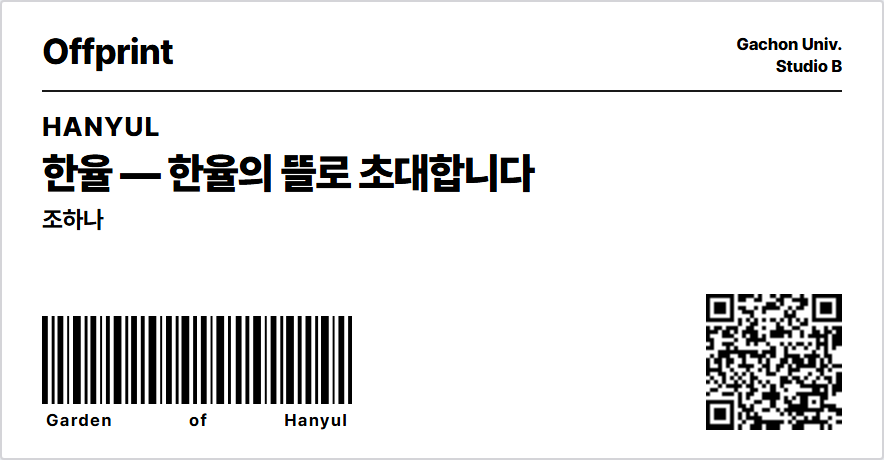 Offprint
Gachon Univ.
Studio B
HANYUL
한율 — 한율의 뜰로 초대합니다
조하나
Garden of Hanyul